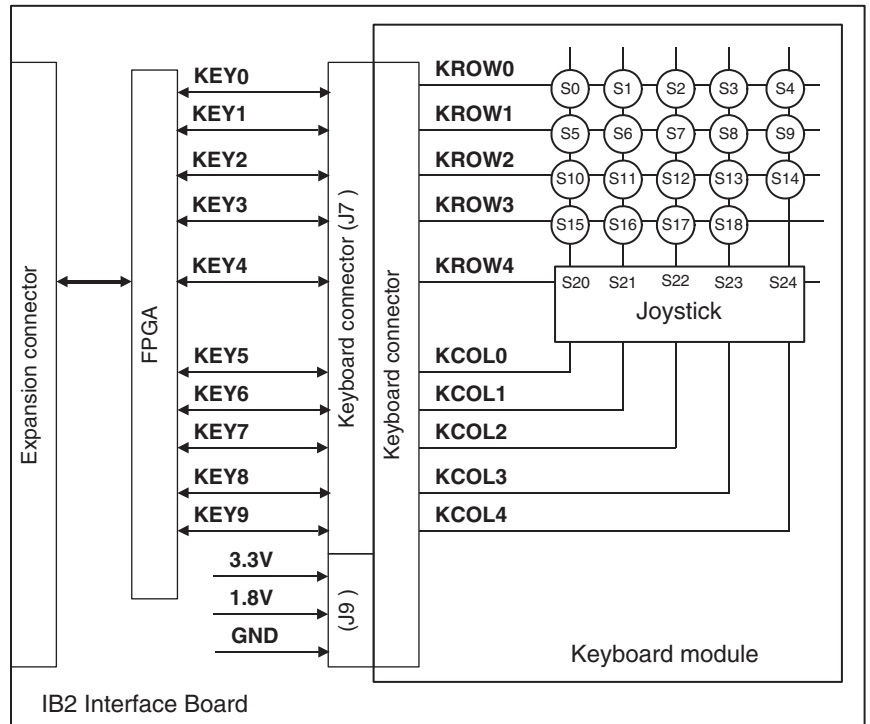 Expansion connector
FPGA
KEY0
KEY1
KEY2
KEY3
KEY4
KEY5
KEY6
KEY7
KEY8
KEY9
3.3V
1.8V
GND
Keyboard connector (J7 )
(J9 )
Keyboard connector
KROW0
KROW1
KROW2
KROW3
KROW4
KCOL0
KCOL1
KCOL2
KCOL3
KCOL4
S0 S1 S2 S3 S4
S5 S6 S7 S8 S9
S10 S11 S12 S13 S14
S15 S16 S17 S18
S20 S21 S22 S23 S24
Joystick
Keyboard module
IB2 Interface Board